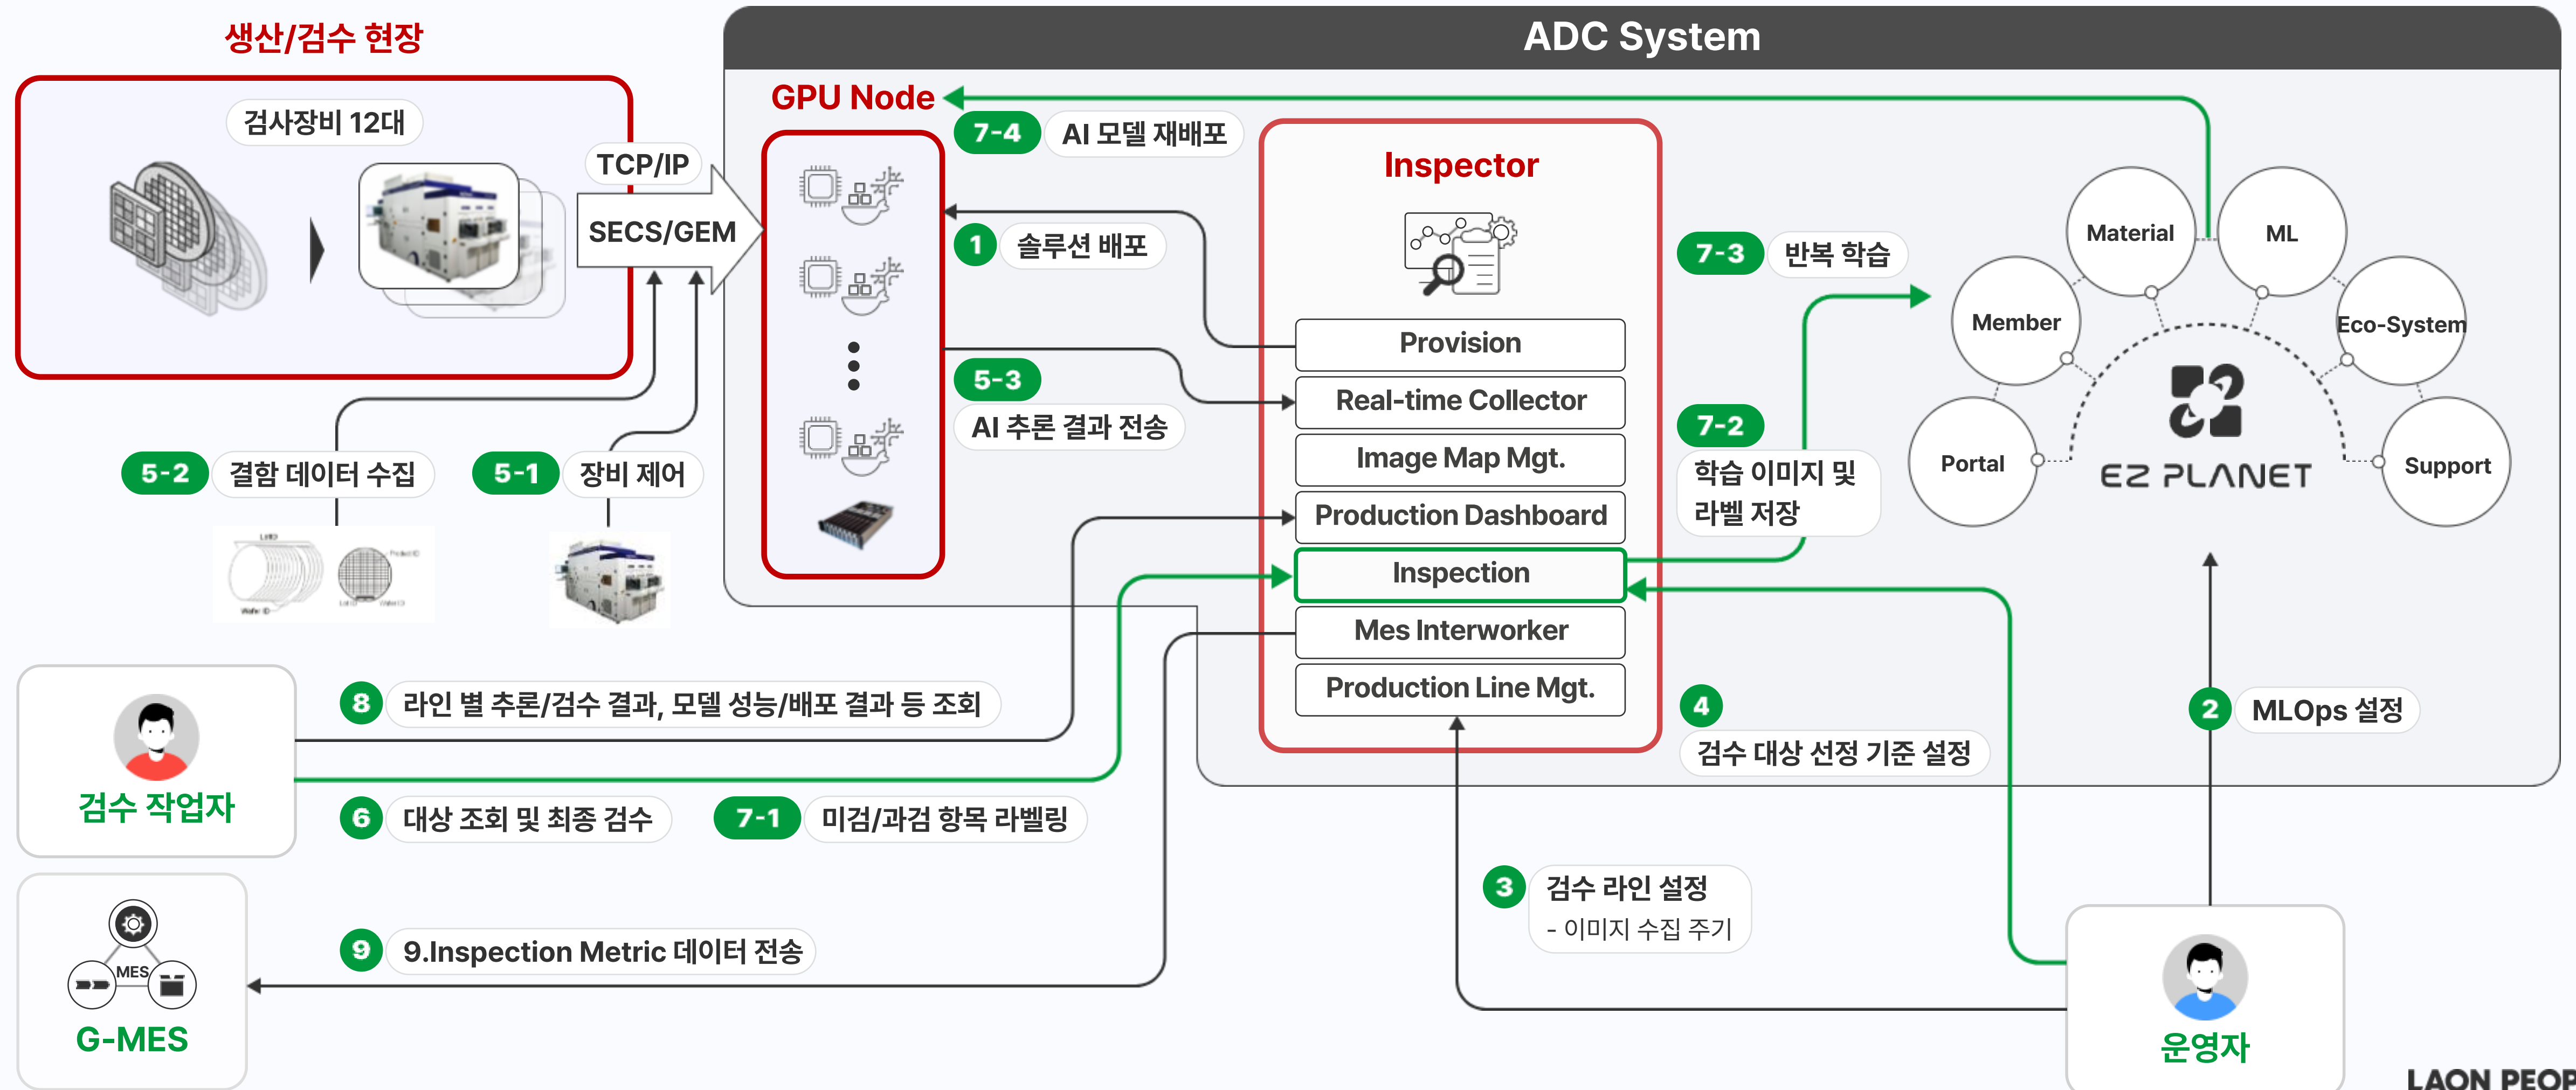 생산/검수 현장
검사장비 12대
TCP/IP
SECS/GEM
5-2 결함 데이터 수집
5-1 장비 제어
Lot ID
Wafer ID
ADC System
GPU Node
7-4 AI 모델 재배포
1 솔루션 배포
5-3
AI 추론 결과 전송
Inspector
Provision
Real-time Collector
Image Map Mgt.
Production Dashboard
Inspection
Mes Interworker
Production Line Mgt.
7-3 반복 학습
7-2
학습 이미지 및
라벨 저장
Portal
Member
Material
ML
Eco-System
Support
EZ PLANET
4
검수 대상 선정 기준 설정
2 MLOps 설정
검수 작업자
8 라인 별 추론/검수 결과, 모델 성능/배포 결과 등 조회
6 대상 조회 및 최종 검수
7-1 미검/과검 항목 라벨링
3 검수 라인 설정
- 이미지 수집 주기
MES
G-MES
9 9.Inspection Metric 데이터 전송
운영자